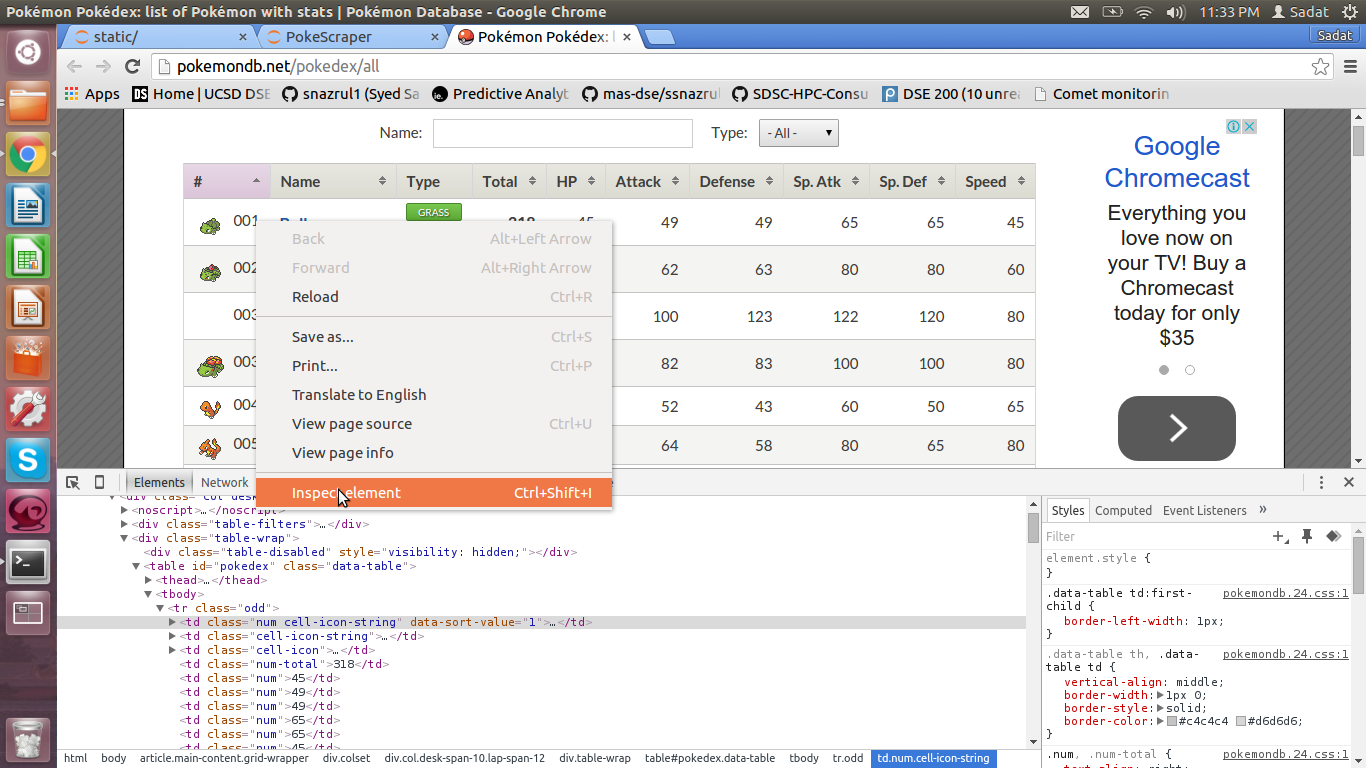 Pokémon Pokédex: list of Pokémon with stats | Pokémon Database - Google Chrome
11:33 PM Sadat
static/
PokeScraper
Pokémon Pokédex: l
Sadat
pokemondb.net/pokedex/all
Apps
Home | UCSD DSE
snazrul1 (Syed Sa
Predictive Analyt
mas-dse/ssnazrul
SDSC-HPC-Consu
DSE 200 (10 unrea
Comet monitorin
Name:
Type: - All -
# Name Type Total HP Attack Defense Sp. Atk Sp. Def Speed
001 GRASS 49 49 65 65 45
002 62 63 80 80 60
003 100 123 122 120 80
003 82 83 100 100 80
004 52 43 60 50 65
005 64 58 80 65 80
Back Alt+Left Arrow
Forward Alt+Right Arrow
Reload Ctrl+R
Save as... Ctrl+S
Print... Ctrl+P
Translate to English
View page source Ctrl+U
View page info
Inspect element Ctrl+Shift+I
Google
Chromecast
Everything you
love now on
your TV! Buy a
Chromecast
today for only
$35
Elements Network
<noscript>…</noscript>
<div class="table-filters">…</div>
<div class="table-wrap">
<div class="table-disabled" style="visibility: hidden;"></div>
<table id="pokedex" class="data-table">
<thead>…</thead>
<tbody>
<tr class="odd">
<td class="num cell-icon-string" data-sort-value="1">…</td>
<td class="cell-icon-string">…</td>
<td class="cell-icon">…</td>
<td class="num-total">318</td>
<td class="num">45</td>
<td class="num">49</td>
<td class="num">49</td>
<td class="num">65</td>
<td class="num">65</td>
<td class="num">45</td>
html body article.main-content.grid-wrapper div.colset div.col.desk-span-10.lap-span-12 div.table-wrap table#pokedex.data-table tbody tr.odd td.num.cell-icon-string
Styles Computed Event Listeners »
Filter
element.style {
}
.data-table td:first-child { pokemondb.24.css:1
border-left-width: 1px;
}
.data-table th, .data-table td { pokemondb.24.css:1
vertical-align: middle;
border-width: 1px 0;
border-style: solid;
border-color: #c4c4c4 #d6d6d6;
}
.num, .num-total { pokemondb.24.css:1
text-align: right;